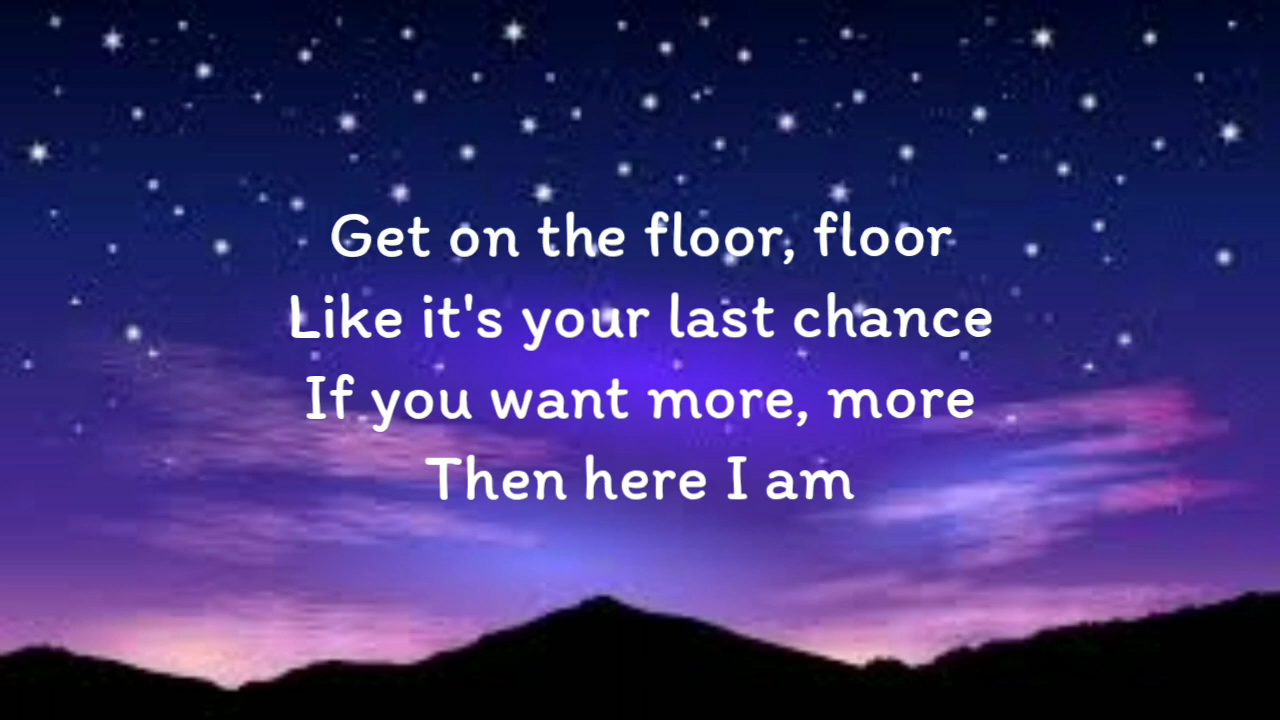 Get on the floor, floor
Like it's your last chance
If you want more, more
Then here I am